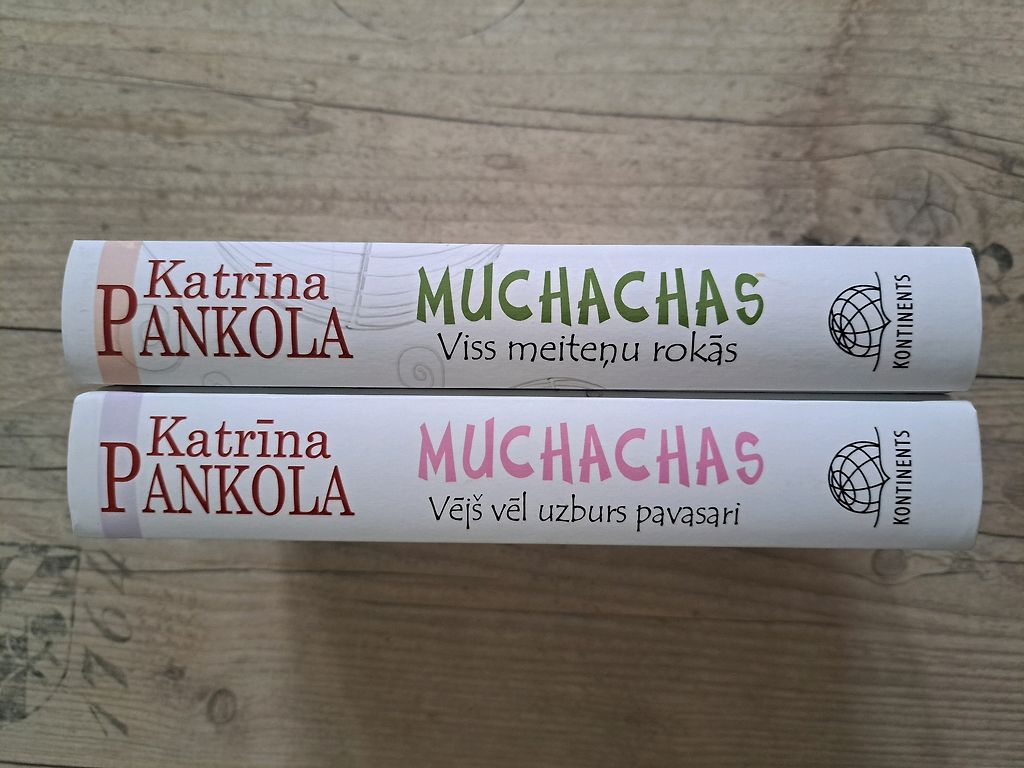 Katrīna
PANKOLA
MUCHACHAS
Viss meiteņu rokās
KONTINENTS
Katrīna
PANKOLA
MUCHACHAS
Vējš vēl uzburs pavasari
KONTINENTS